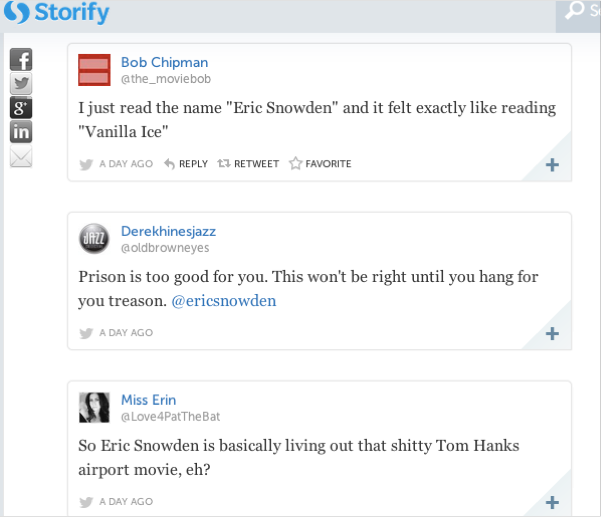 Storify
Bob Chipman
@the_moviebob
I just read the name "Eric Snowden" and it felt exactly like reading
"Vanilla Ice"
A DAY AGO REPLY RETWEET FAVORITE
JAZZ
Derekhinesjazz
@oldbrowneyes
Prison is too good for you. This won't be right until you hang for
you treason. @ericsnowden
A DAY AGO
Miss Erin
@Love4PatTheBat
So Eric Snowden is basically living out that shitty Tom Hanks
airport movie, eh?
A DAY AGO